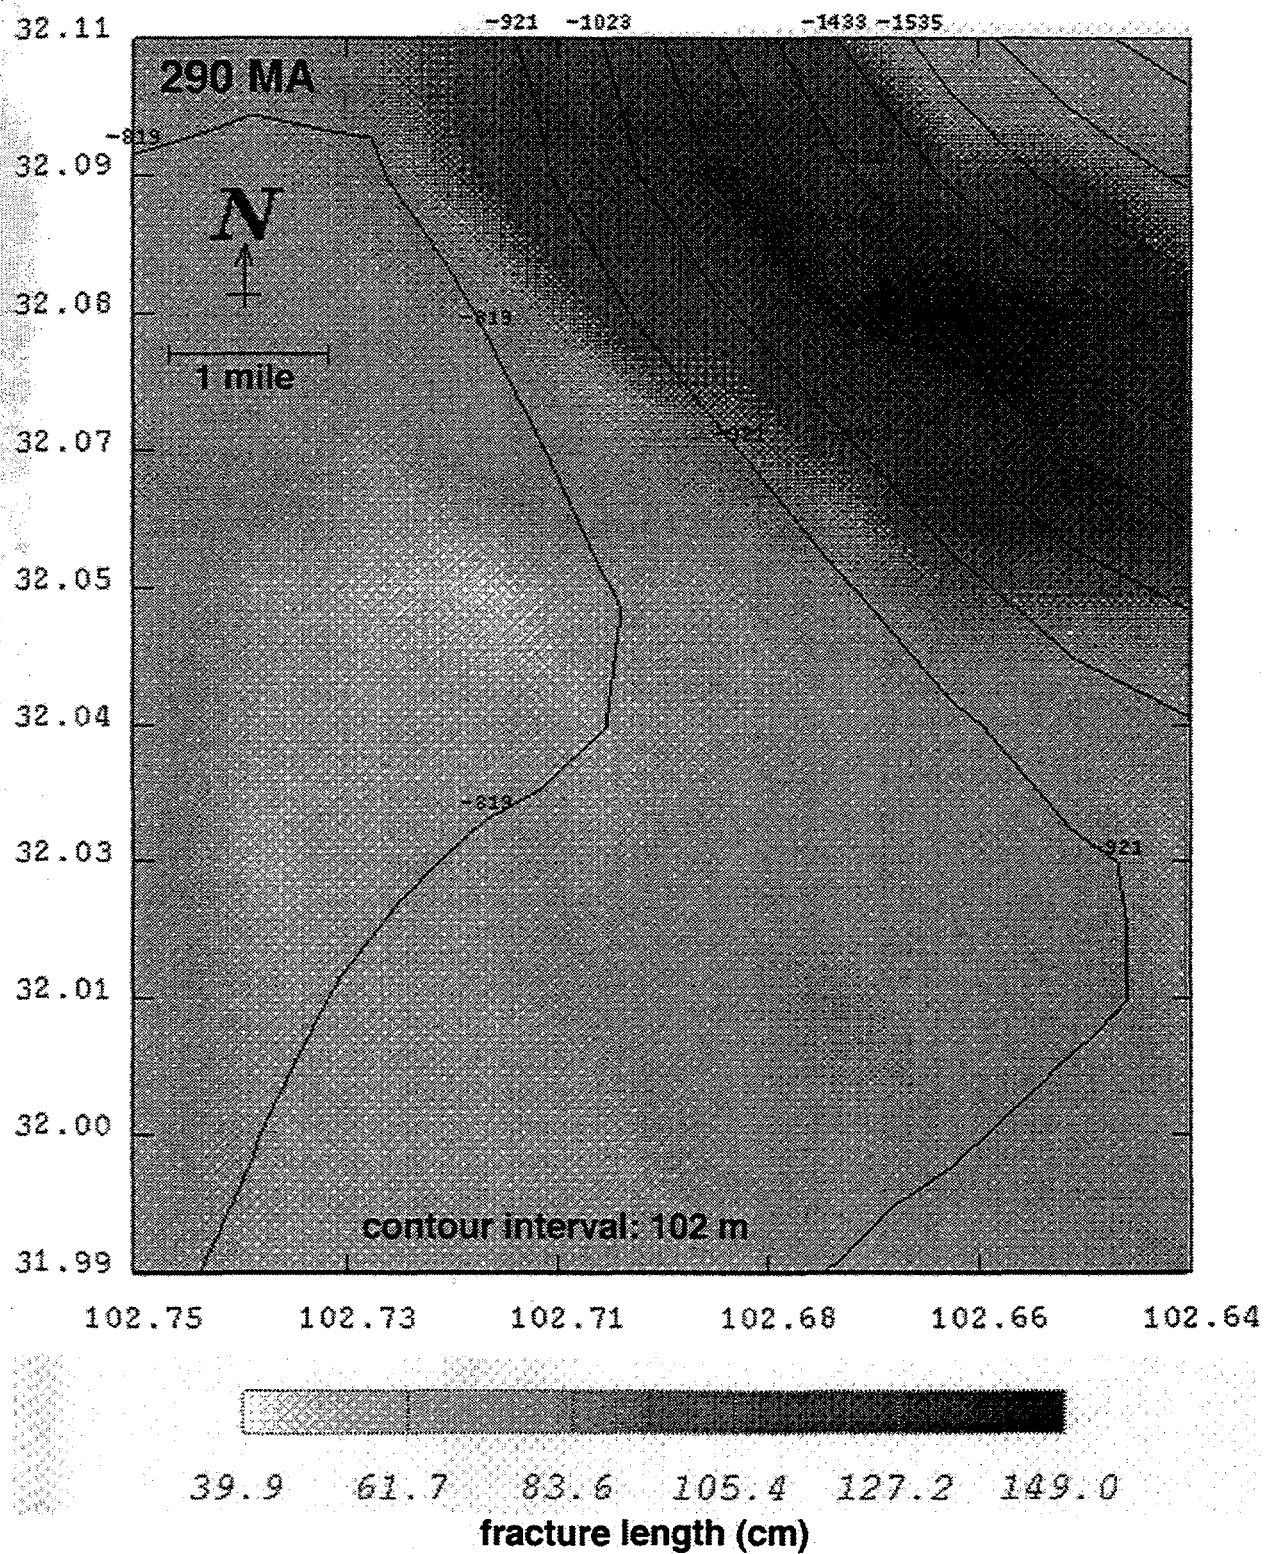 -921 -1023 -1433 -1535
32.11
290 MA
-819
32.09
N
32.08
-819
1 mile
32.07
-921
32.05
32.04
-819
32.03
-921
32.01
32.00
contour interval: 102 m
31.99
102.75 102.73 102.71 102.68 102.66 102.64
39.9 61.7 83.6 105.4 127.2 149.0
fracture length (cm)